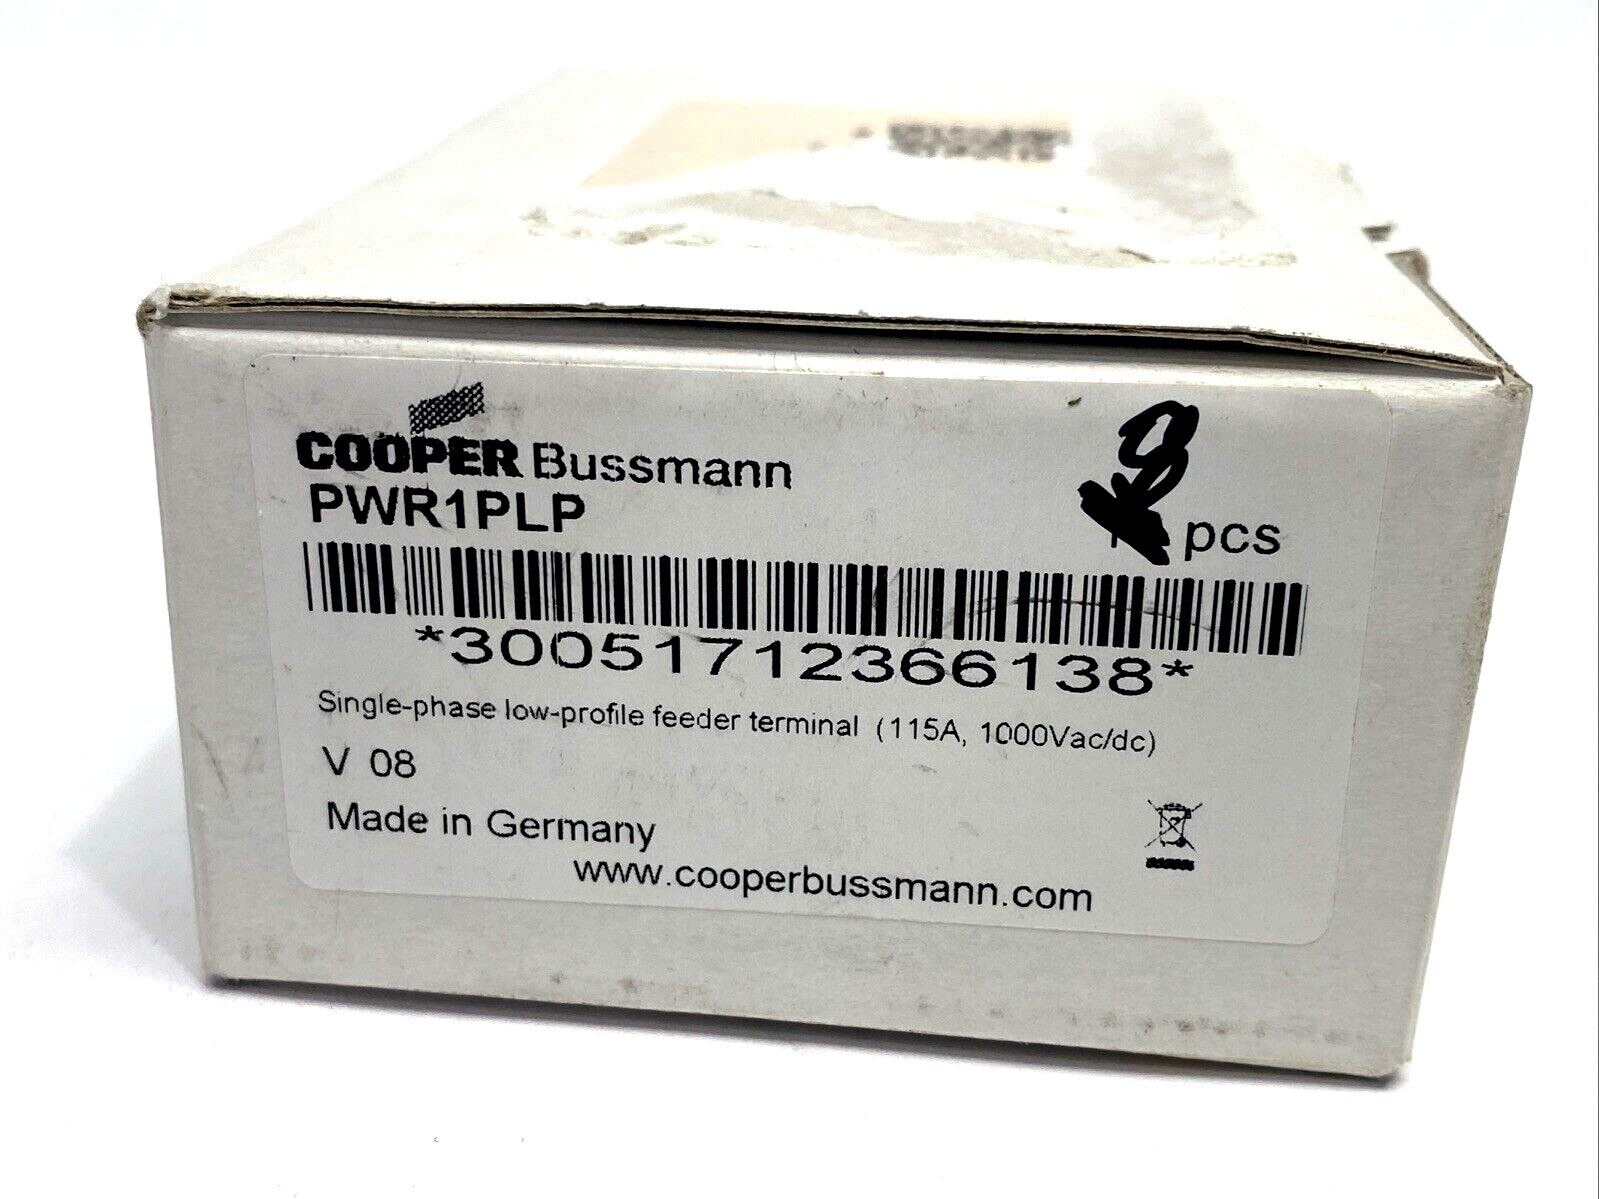 COOPER Bussmann
PWR1PLP
pcs
*30051712366138*
Single-phase low-profile feeder terminal (115A, 1000Vac/dc)
V 08
Made in Germany
www.cooperbussmann.com